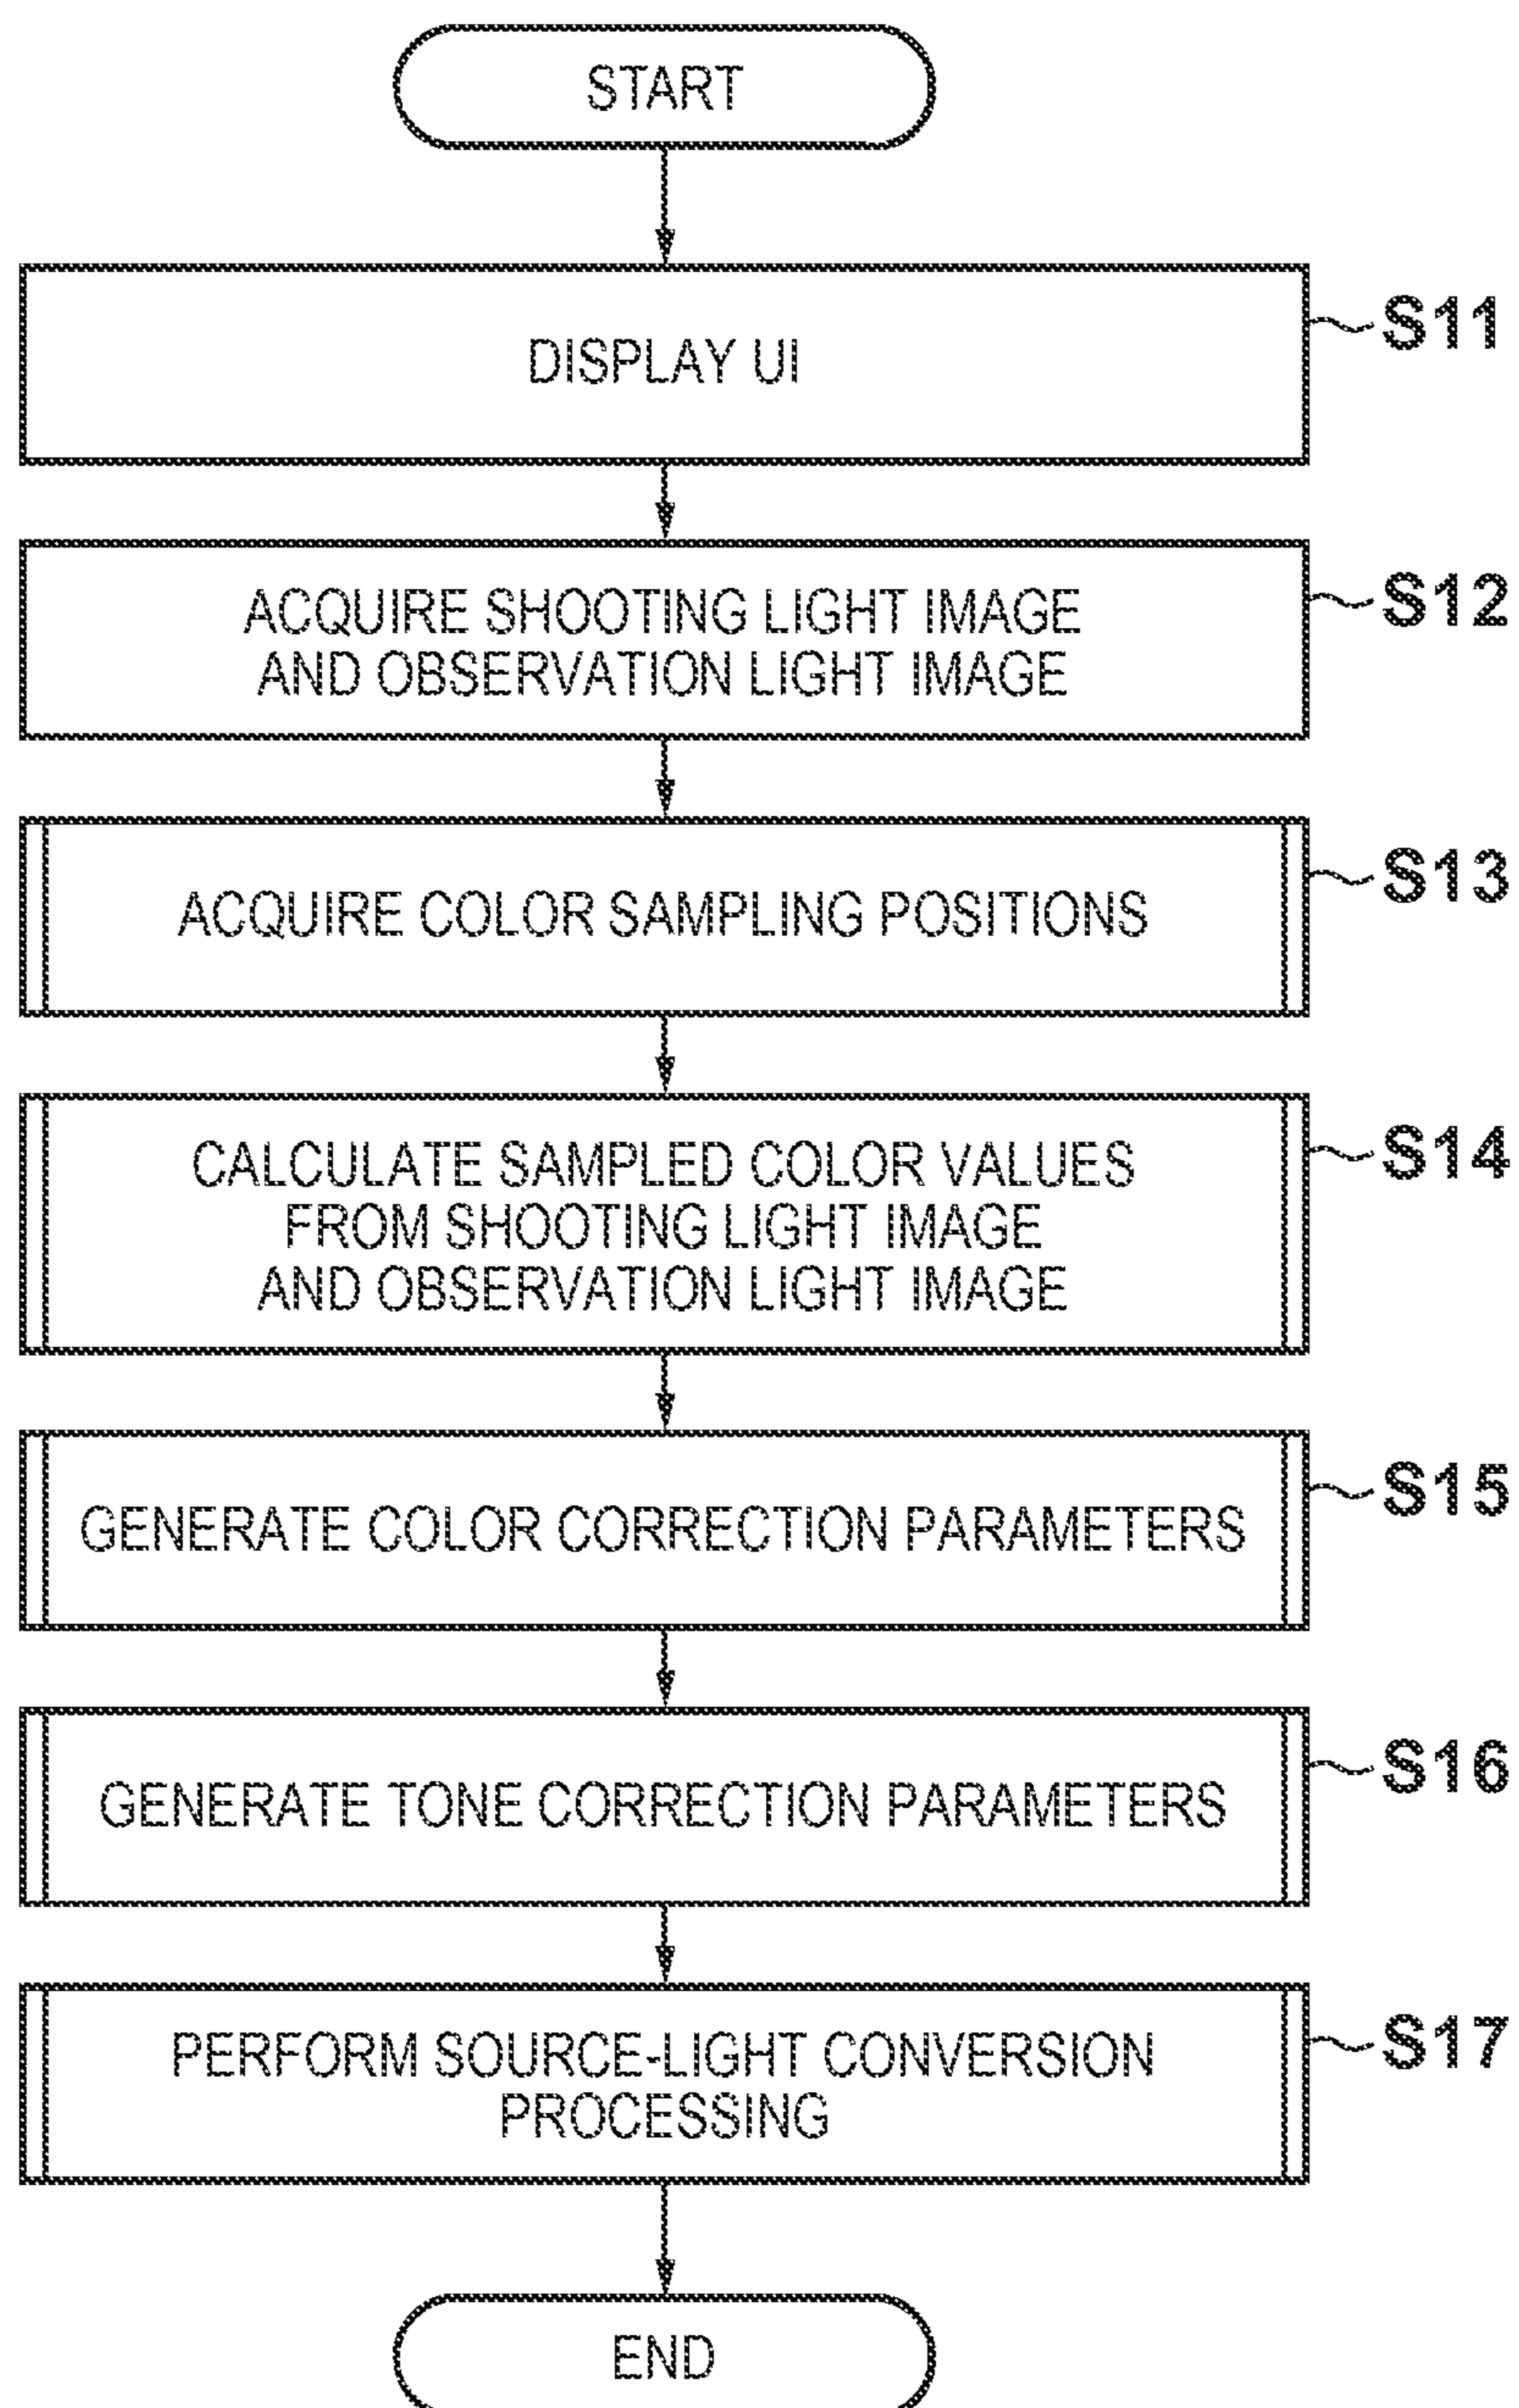 START
DISPLAY UI
S11
ACQUIRE SHOOTING LIGHT IMAGE
AND OBSERVATION LIGHT IMAGE
S12
ACQUIRE COLOR SAMPLING POSITIONS
S13
CALCULATE SAMPLED COLOR VALUES
FROM SHOOTING LIGHT IMAGE
AND OBSERVATION LIGHT IMAGE
S14
GENERATE COLOR CORRECTION PARAMETERS
S15
GENERATE TONE CORRECTION PARAMETERS
S16
PERFORM SOURCE-LIGHT CONVERSION
PROCESSING
S17
END